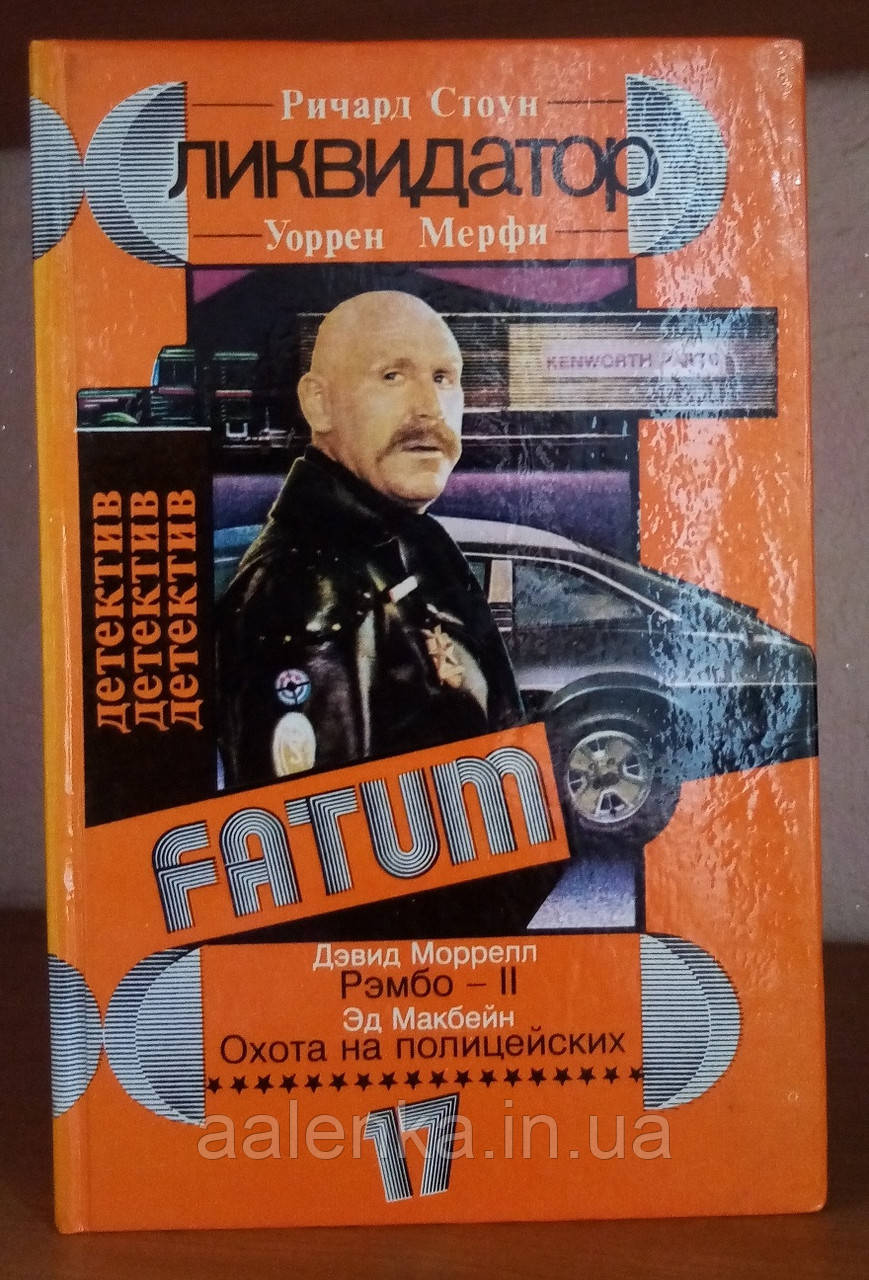 Ричард Стоун
ликвидатор
Уоррен Мерфи
KENWORTH
детектив
детектив
детектив
FATUM
Дэвид Моррелл
Рэмбо – II
Эд Макбейн
Охота на полицейских
17
aalenka.in.ua